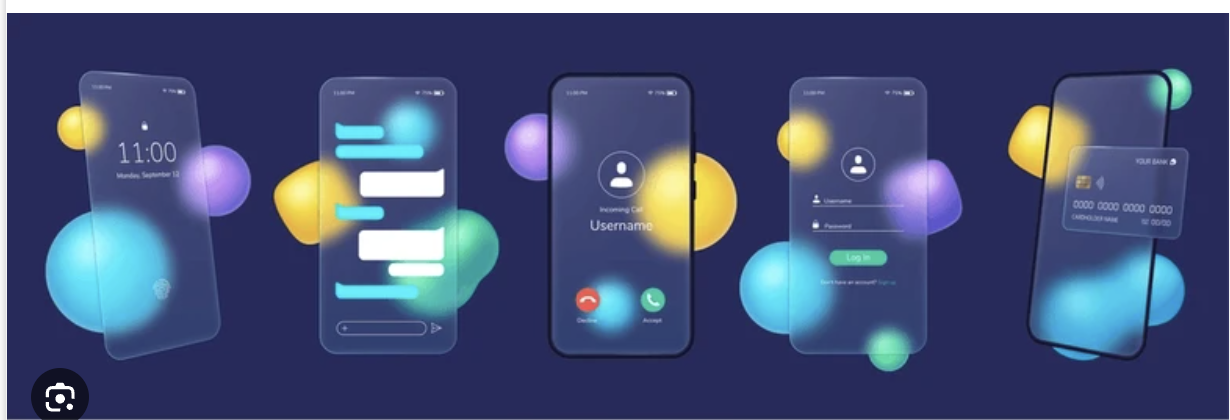 11:00 PM
75%
11:00
Monday, September 12
11:00 PM
75%
+
11:00 PM
75%
Incoming Call
Username
Decline
Accept
11:00 PM
75%
Username
Password
Log In
Don't have an account? Sign up
YOUR BANK
0000 0000 0000 0000
CARDHOLDER NAME
00/00